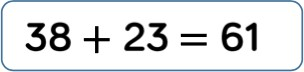 38 + 23 = 61